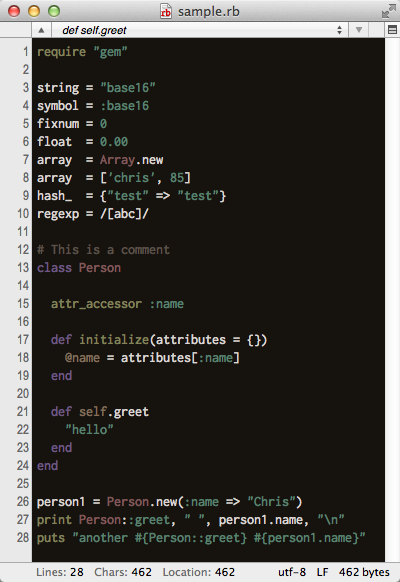 sample.rb
def self.greet
1 require "gem"
2
3 string = "base16"
4 symbol = :base16
5 fixnum = 0
6 float  = 0.00
7 array  = Array.new
8 array  = ['chris', 85]
9 hash_  = {"test" => "test"}
10 regexp = /[abc]/
11
12 # This is a comment
13 class Person
14
15   attr_accessor :name
16
17   def initialize(attributes = {})
18     @name = attributes[:name]
19   end
20
21   def self.greet
22     "hello"
23   end
24 end
25
26 person1 = Person.new(:name => "Chris")
27 print Person::greet, " ", person1.name, "\n"
28 puts "another #{Person::greet} #{person1.name}"
Lines: 28 Chars: 462 Location: 462 utf-8 LF 462 bytes